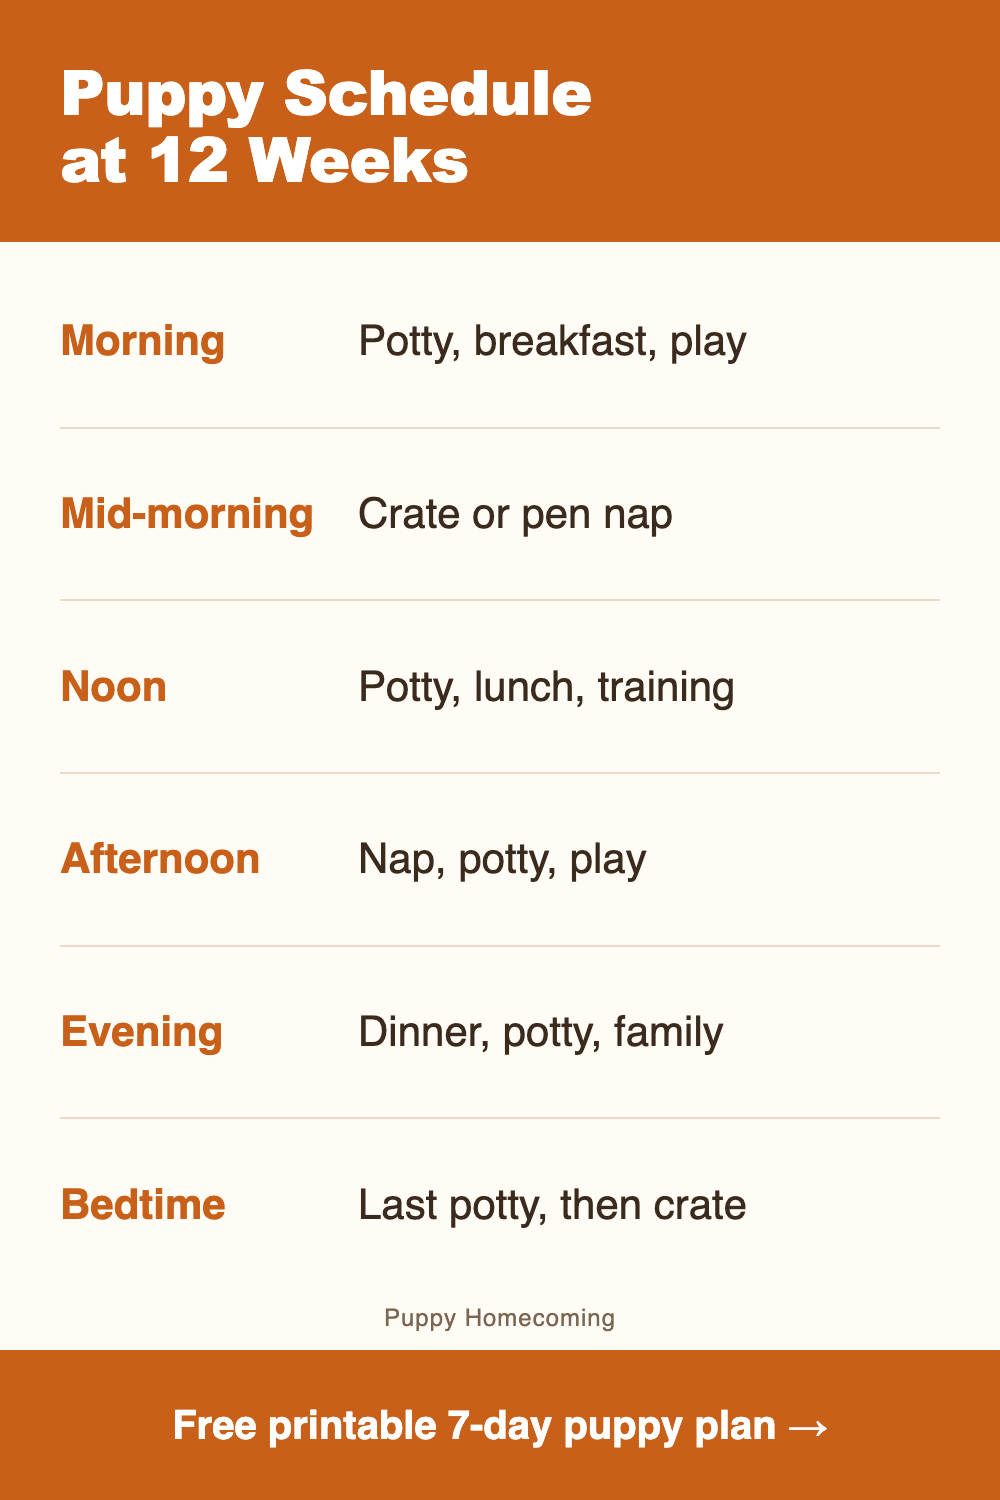 Puppy Schedule
at 12 Weeks
Morning Potty, breakfast, play
Mid-morning Crate or pen nap
Noon Potty, lunch, training
Afternoon Nap, potty, play
Evening Dinner, potty, family
Bedtime Last potty, then crate
Puppy Homecoming
Free printable 7-day puppy plan →